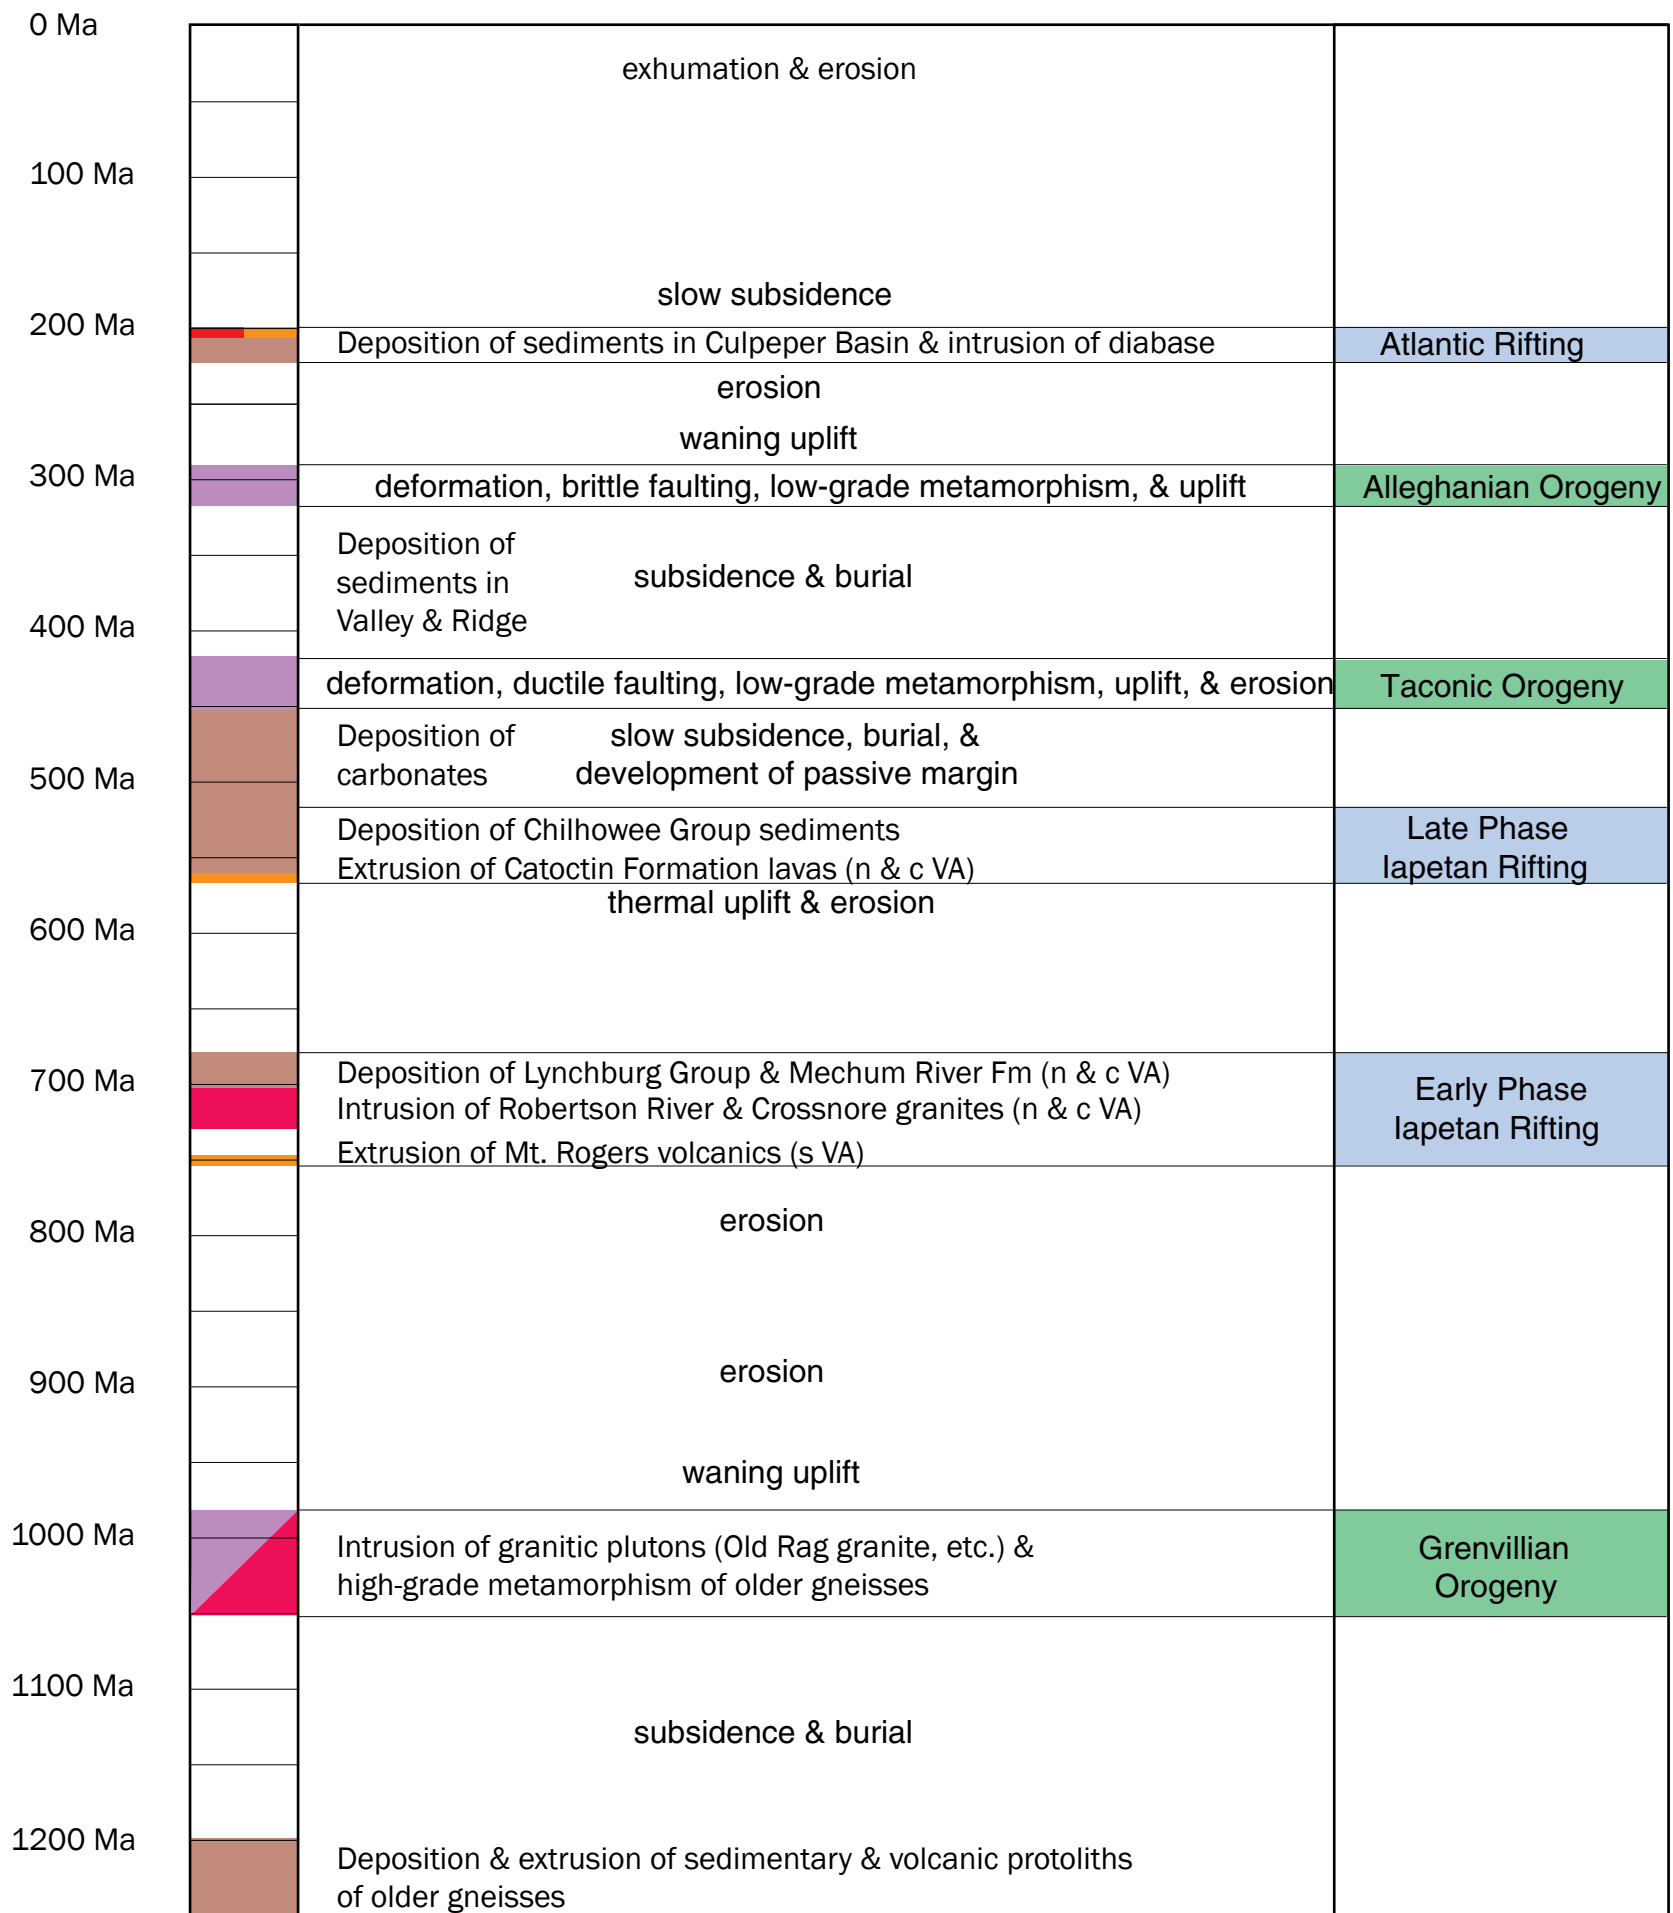 0 Ma
exhumation & erosion
100 Ma
slow subsidence
200 Ma
Deposition of sediments in Culpeper Basin & intrusion of diabase
Atlantic Rifting
erosion
waning uplift
300 Ma
deformation, brittle faulting, low-grade metamorphism, & uplift
Alleghanian Orogeny
Deposition of
sediments in
Valley & Ridge
subsidence & burial
400 Ma
deformation, ductile faulting, low-grade metamorphism, uplift, & erosion
Taconic Orogeny
Deposition of
carbonates
slow subsidence, burial, &
development of passive margin
500 Ma
Deposition of Chilhowee Group sediments
Extrusion of Catoctin Formation lavas (n & c VA)
Late Phase
Iapetan Rifting
thermal uplift & erosion
600 Ma
700 Ma
Deposition of Lynchburg Group & Mechum River Fm (n & c VA)
Intrusion of Robertson River & Crossnore granites (n & c VA)
Extrusion of Mt. Rogers volcanics (s VA)
Early Phase
Iapetan Rifting
800 Ma
erosion
900 Ma
erosion
waning uplift
1000 Ma
Intrusion of granitic plutons (Old Rag granite, etc.) &
high-grade metamorphism of older gneisses
Grenvillian
Orogeny
1100 Ma
subsidence & burial
1200 Ma
Deposition & extrusion of sedimentary & volcanic protoliths
of older gneisses